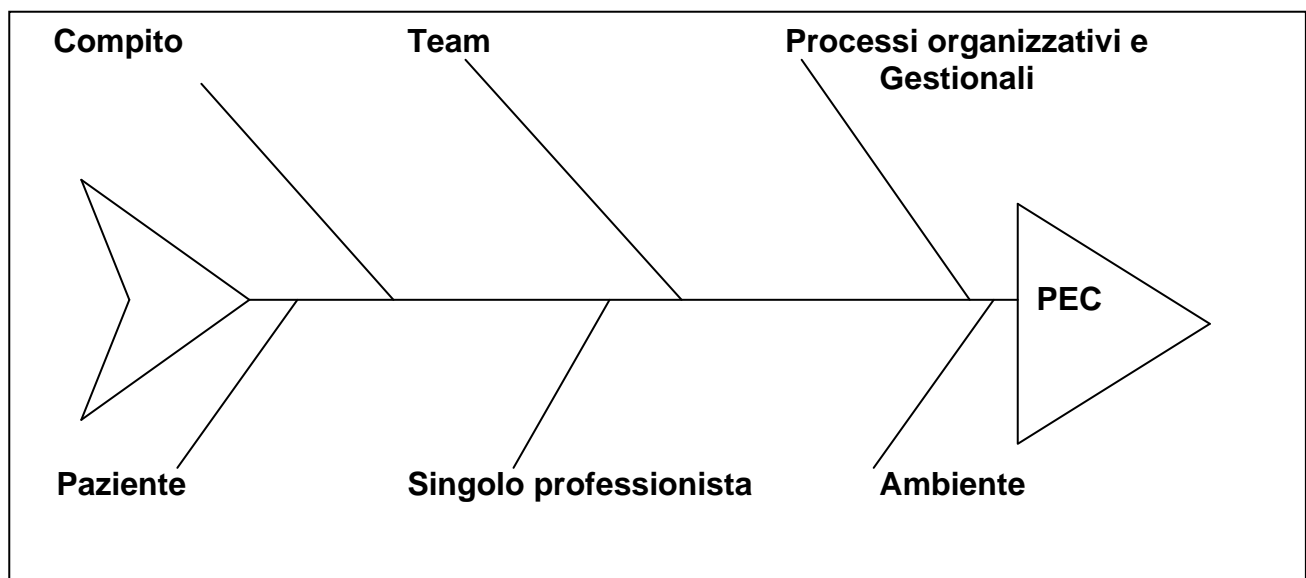 Compito
Team
Processi organizzativi e
Gestionali
PEC
Paziente
Singolo professionista
Ambiente